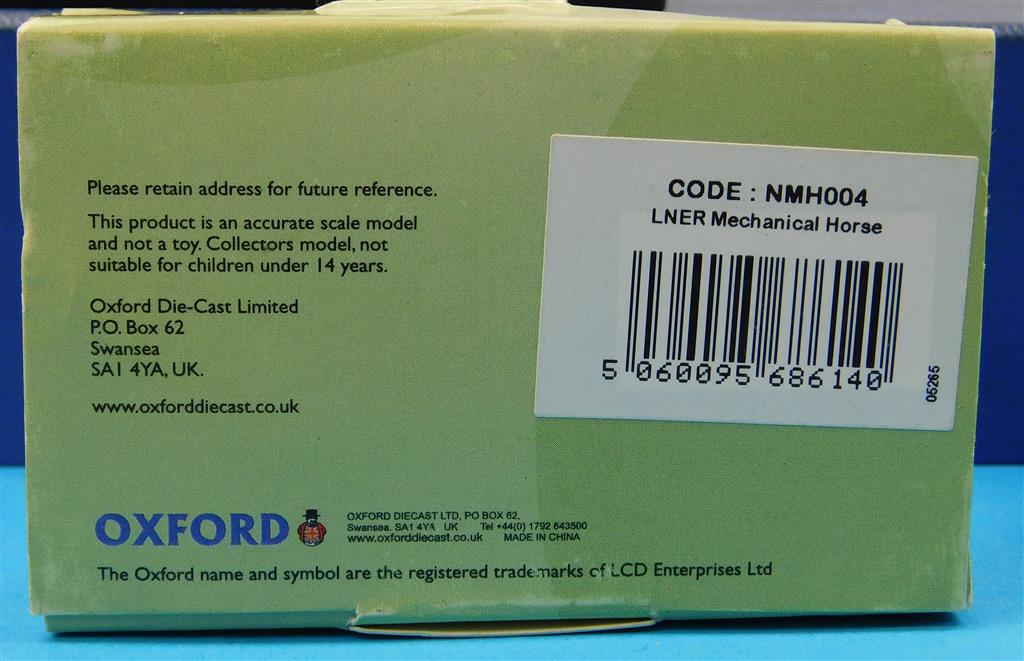 Please retain address for future reference.
This product is an accurate scale model
and not a toy. Collectors model, not
suitable for children under 14 years.
Oxford Die-Cast Limited
P.O. Box 62
Swansea
SA1 4YA, UK.
www.oxforddiecast.co.uk
CODE : NMH004
LNER Mechanical Horse
5 060095 686140
05265
OXFORD
OXFORD DIECAST LTD, PO BOX 62,
Swansea. SA1 4YA UK Tel +44(0) 1792 643500
www.oxforddiecast.co.uk MADE IN CHINA
The Oxford name and symbol are the registered trademarks of LCD Enterprises Ltd